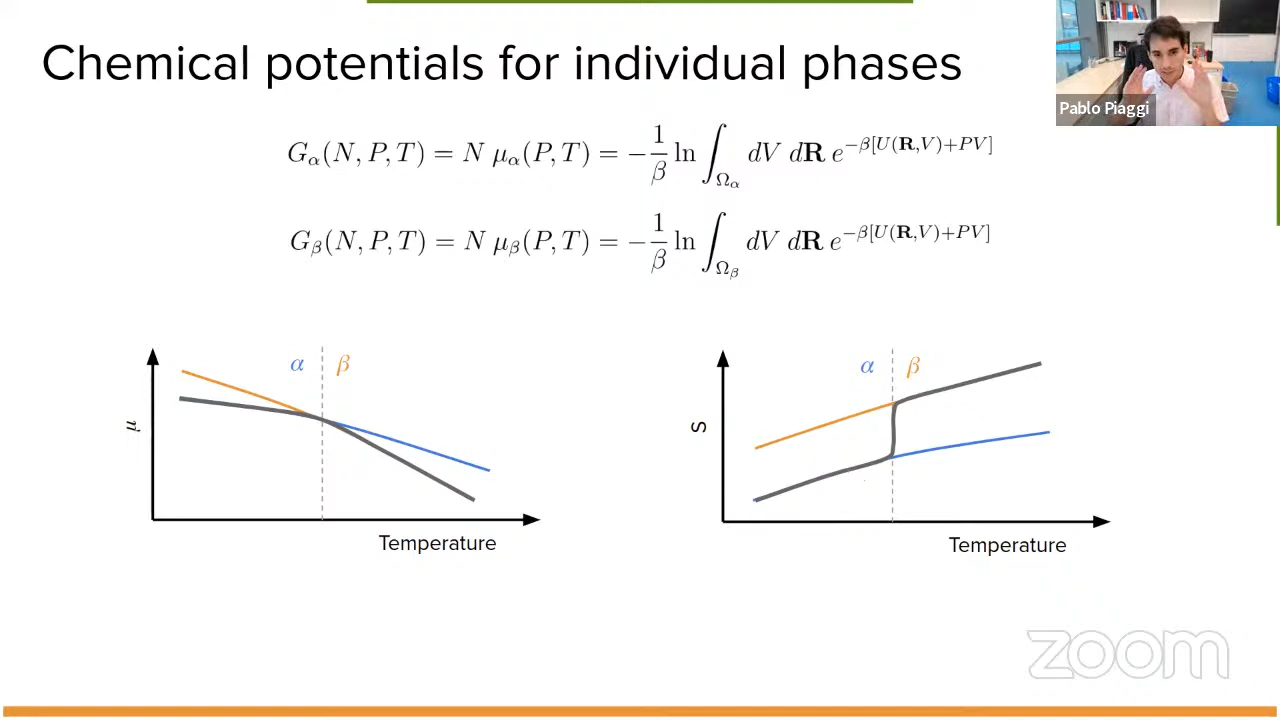 Chemical potentials for individual phases
Pablo Piaggi
G_α(N, P, T) = N μ_α(P, T) = −1/β ln ∫_{Ω_α} dV dR e^{−β[U(R,V)+PV]}
G_β(N, P, T) = N μ_β(P, T) = −1/β ln ∫_{Ω_β} dV dR e^{−β[U(R,V)+PV]}
α β
μ
Temperature
α β
S
Temperature
zoom